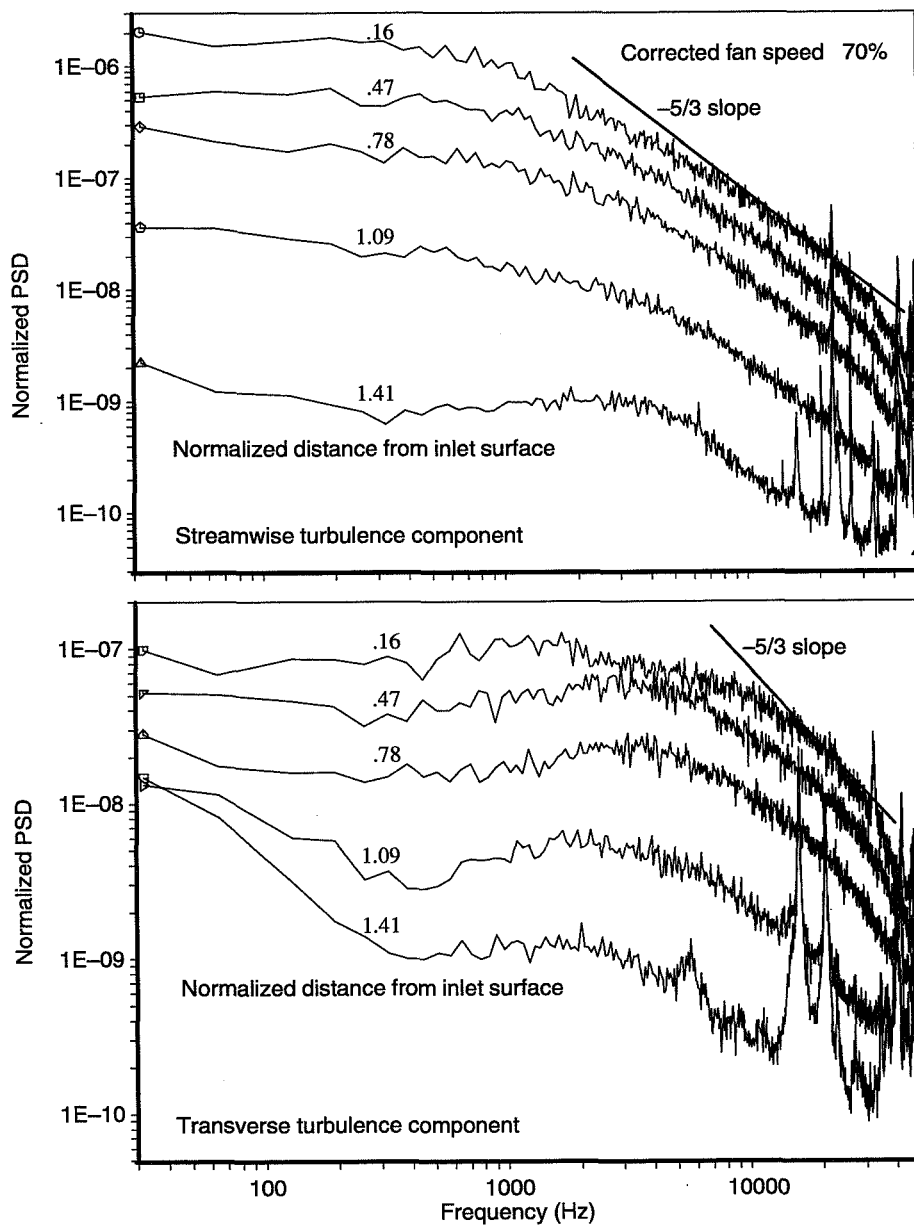 .16
Corrected fan speed 70%
1E–06
.47
–5/3 slope
.78
1E–07
1.09
1E–08
1.41
1E–09
Normalized distance from inlet surface
1E–10
Streamwise turbulence component
Normalized PSD
.16
1E–07
–5/3 slope
.47
.78
1E–08
1.09
1.41
1E–09
Normalized distance from inlet surface
1E–10
Transverse turbulence component
Normalized PSD
100
1000
10000
Frequency (Hz)